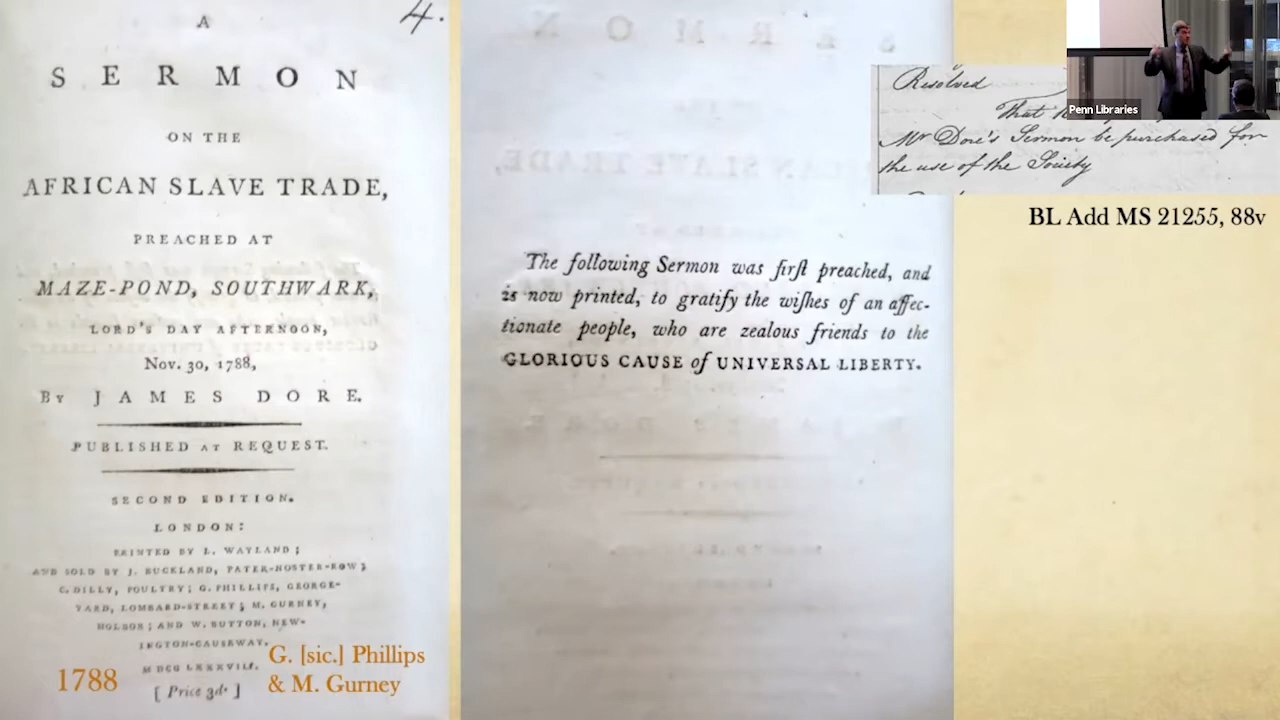 4.
A
SERMON
ON THE
AFRICAN SLAVE TRADE,
PREACHED AT
MAZE-POND, SOUTHWARK,
LORD'S DAY AFTERNOON,
Nov. 30, 1788,
By JAMES DORE.
PUBLISHED AT REQUEST.
SECOND EDITION.
LONDON:
PRINTED BY L. WAYLAND;
AND SOLD BY J. BUCKLAND, PATER-NOSTER-ROW;
C. DILLY, POULTRY; G. PHILLIPS, GEORGE-
YARD, LOMBARD-STREET; M. GURNEY,
HOLBOR; AND W. BUTTON, NEW-
INGTON-CAUSEWAY.
MDCCLXXXVIII.
[Price 3d.]
1788
G. [sic.] Phillips
& M. Gurney
The following Sermon was firſt preached, and
is now printed, to gratify the wiſhes of an affec-
tionate people, who are zealous friends to the
GLORIOUS CAUSE of UNIVERSAL LIBERTY.
Resolved
That
Mr Dore's Sermon be purchased for
the use of the Society
BL Add MS 21255, 88v
Penn Libraries